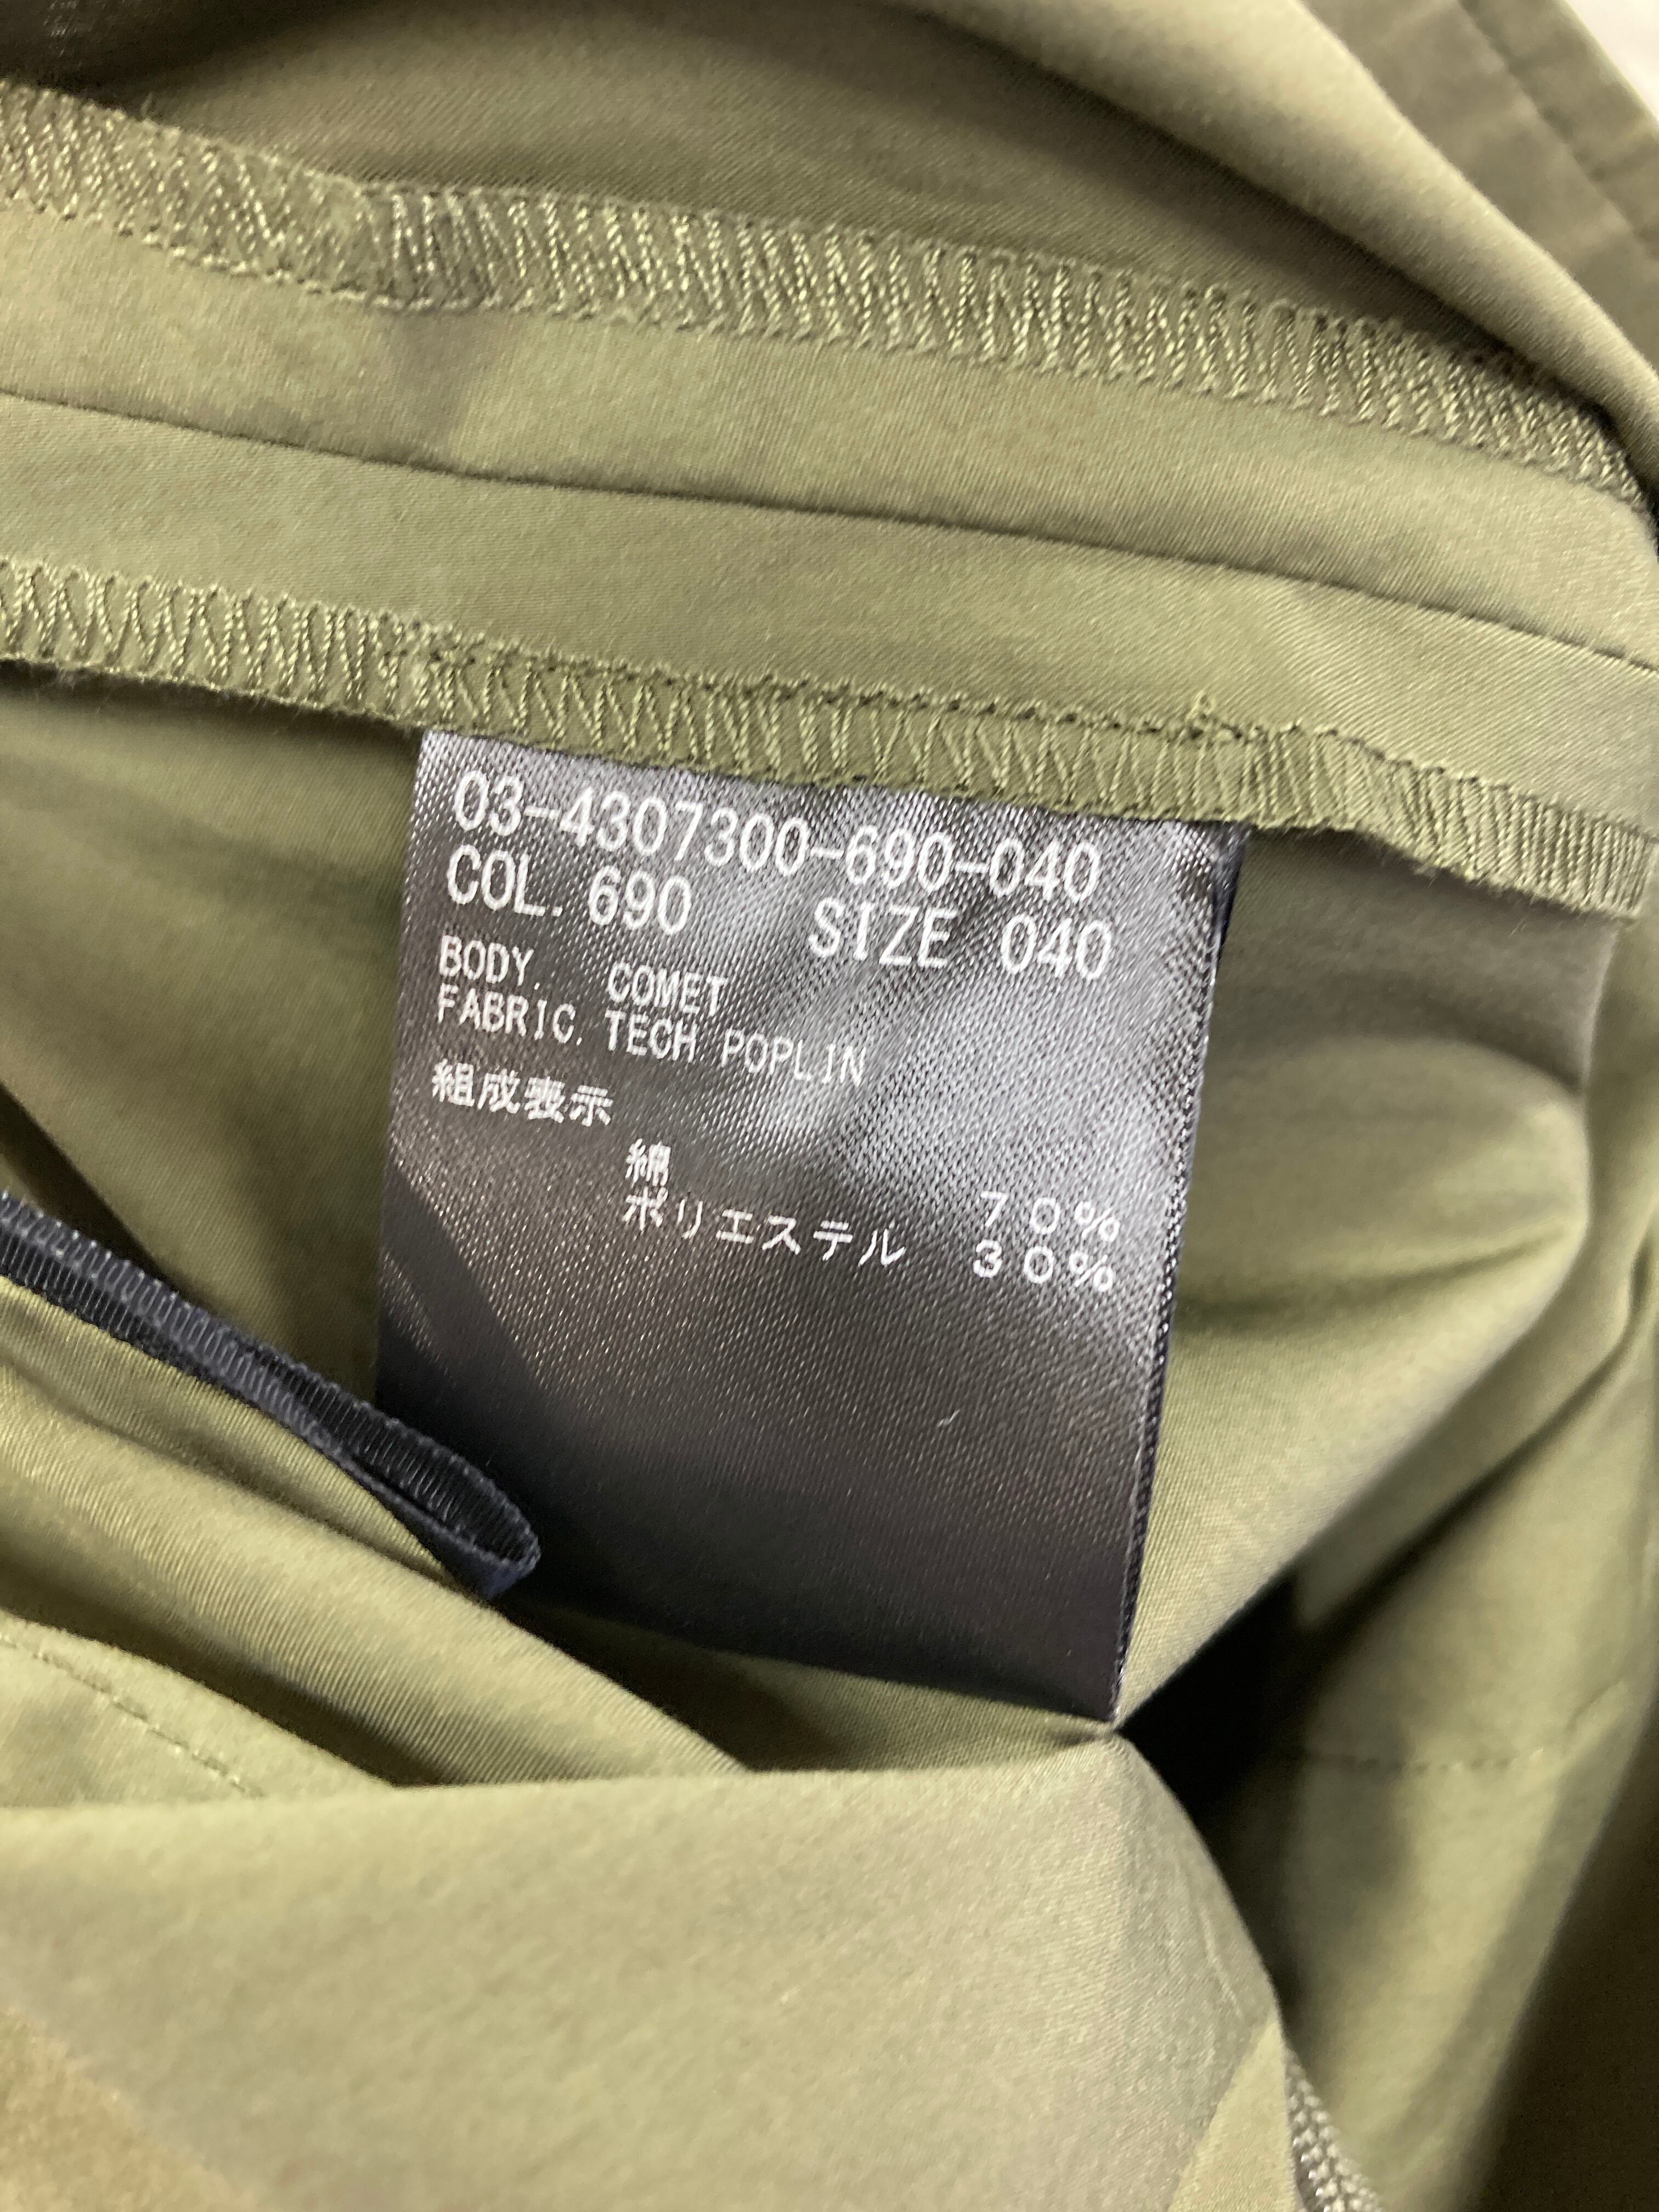 03-4307300-690-040
COL. 690 SIZE 040
BODY. COMET
FABRIC. TECH POPLIN
組成表示
綿 70%
ポリエステル 30%